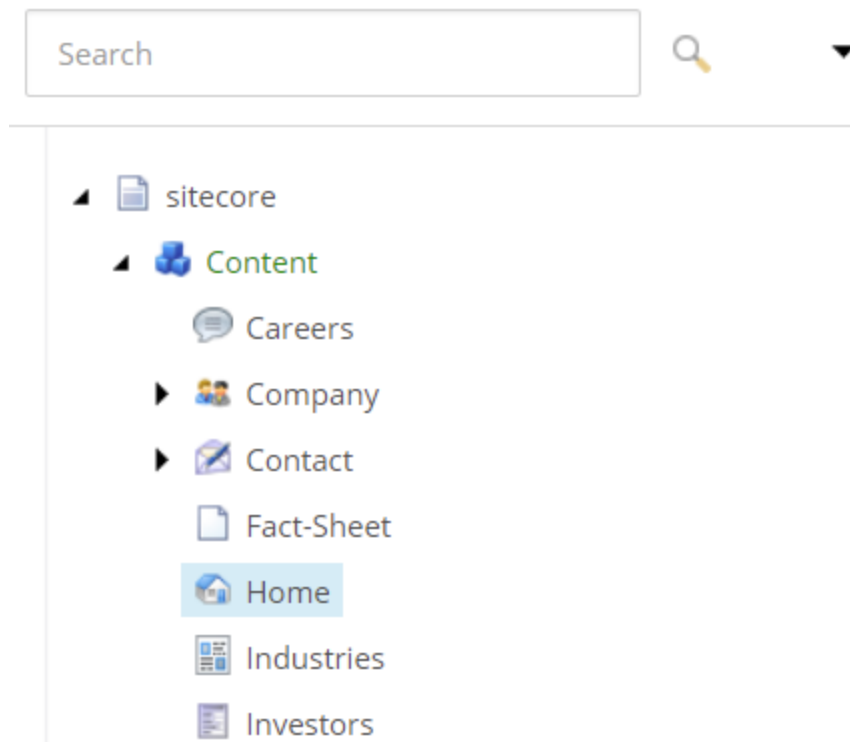 Search
sitecore
Content
Careers
Company
Contact
Fact-Sheet
Home
Industries
Investors